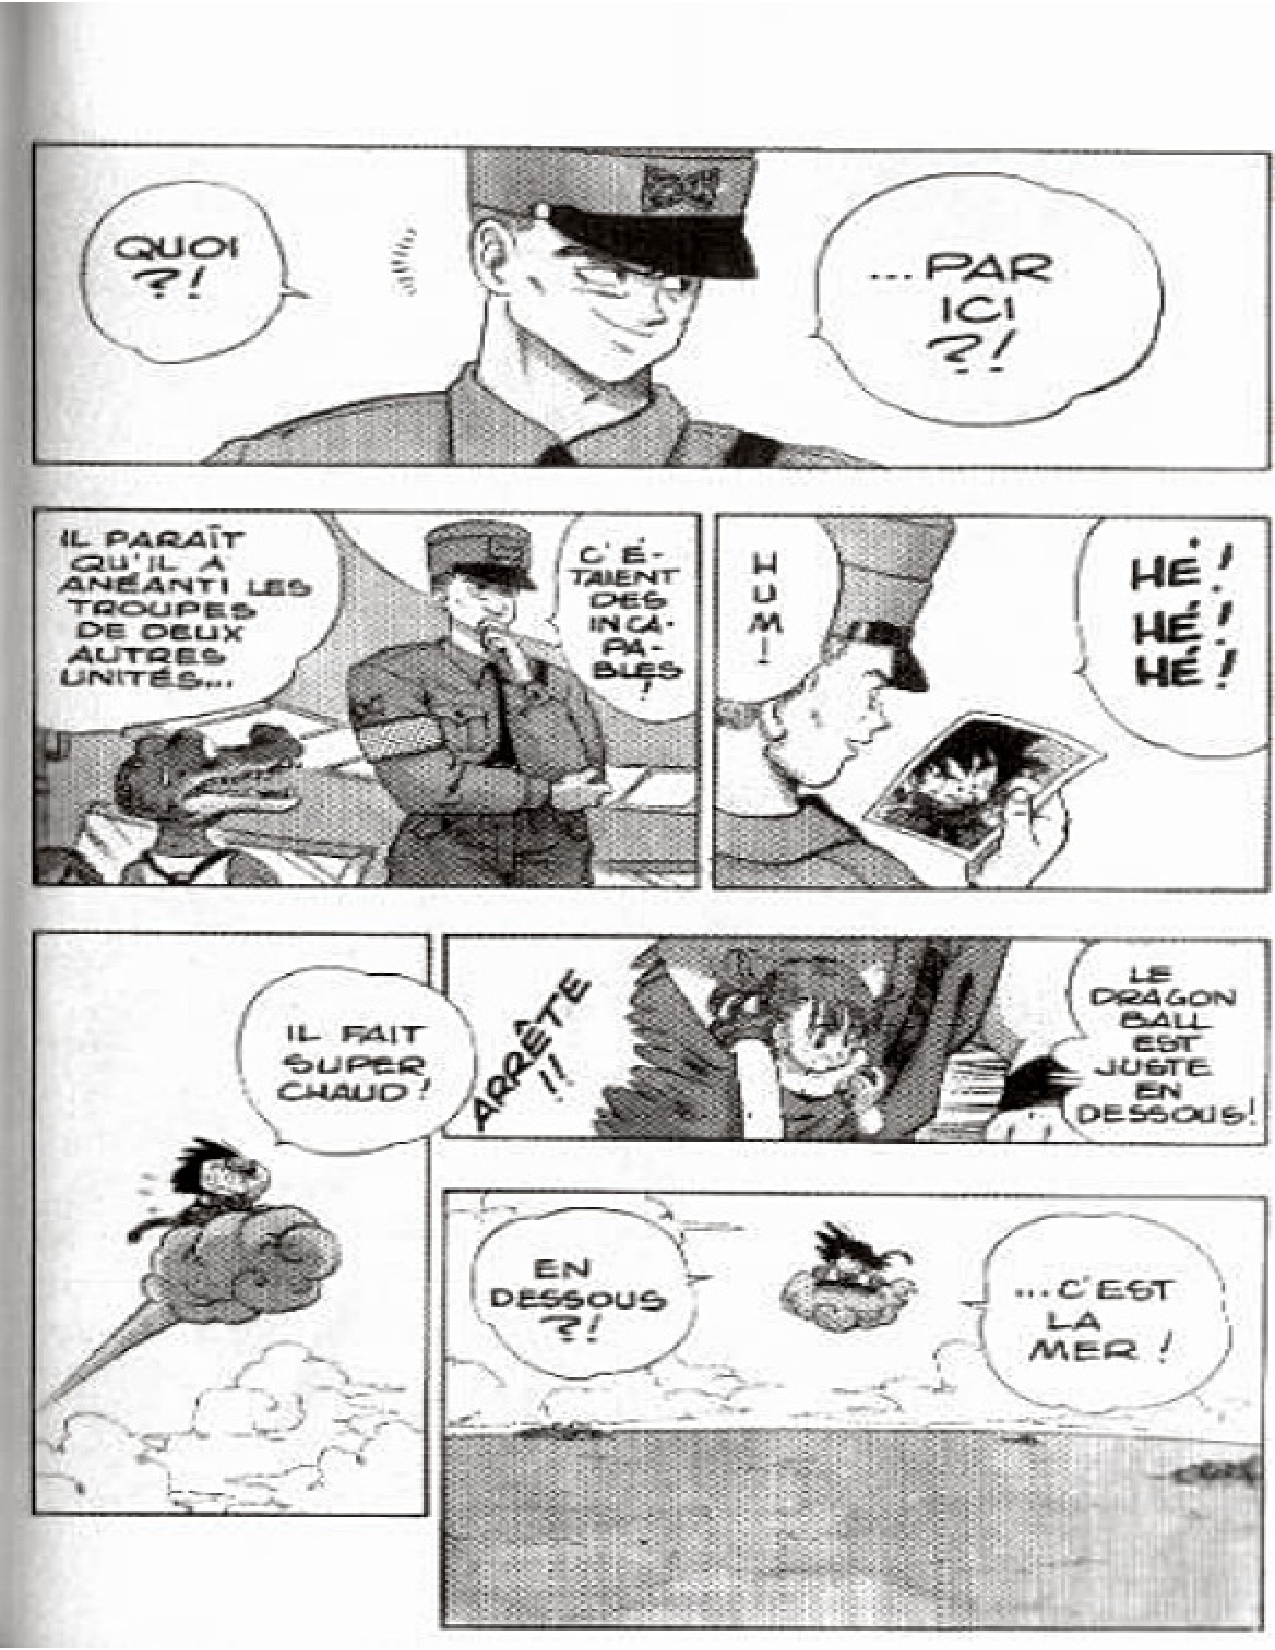 QUOI
?!
...PAR
ICI
?!
IL PARAÎT
QU'IL A
ANÉANTI LES
TROUPES
DE DEUX
AUTRES
UNITÉS...
C'É-
TAIENT
DES
INCA-
PA-
BLES
!
H
U
M
!
HÉ !
HÉ !
HÉ !
IL FAIT
SUPER
CHAUD !
ARRÊTE
!!
LE
DRAGON
BALL
EST
JUSTE
EN
DESSOUS !
EN
DESSOUS
?!
...C'EST
LA
MER !